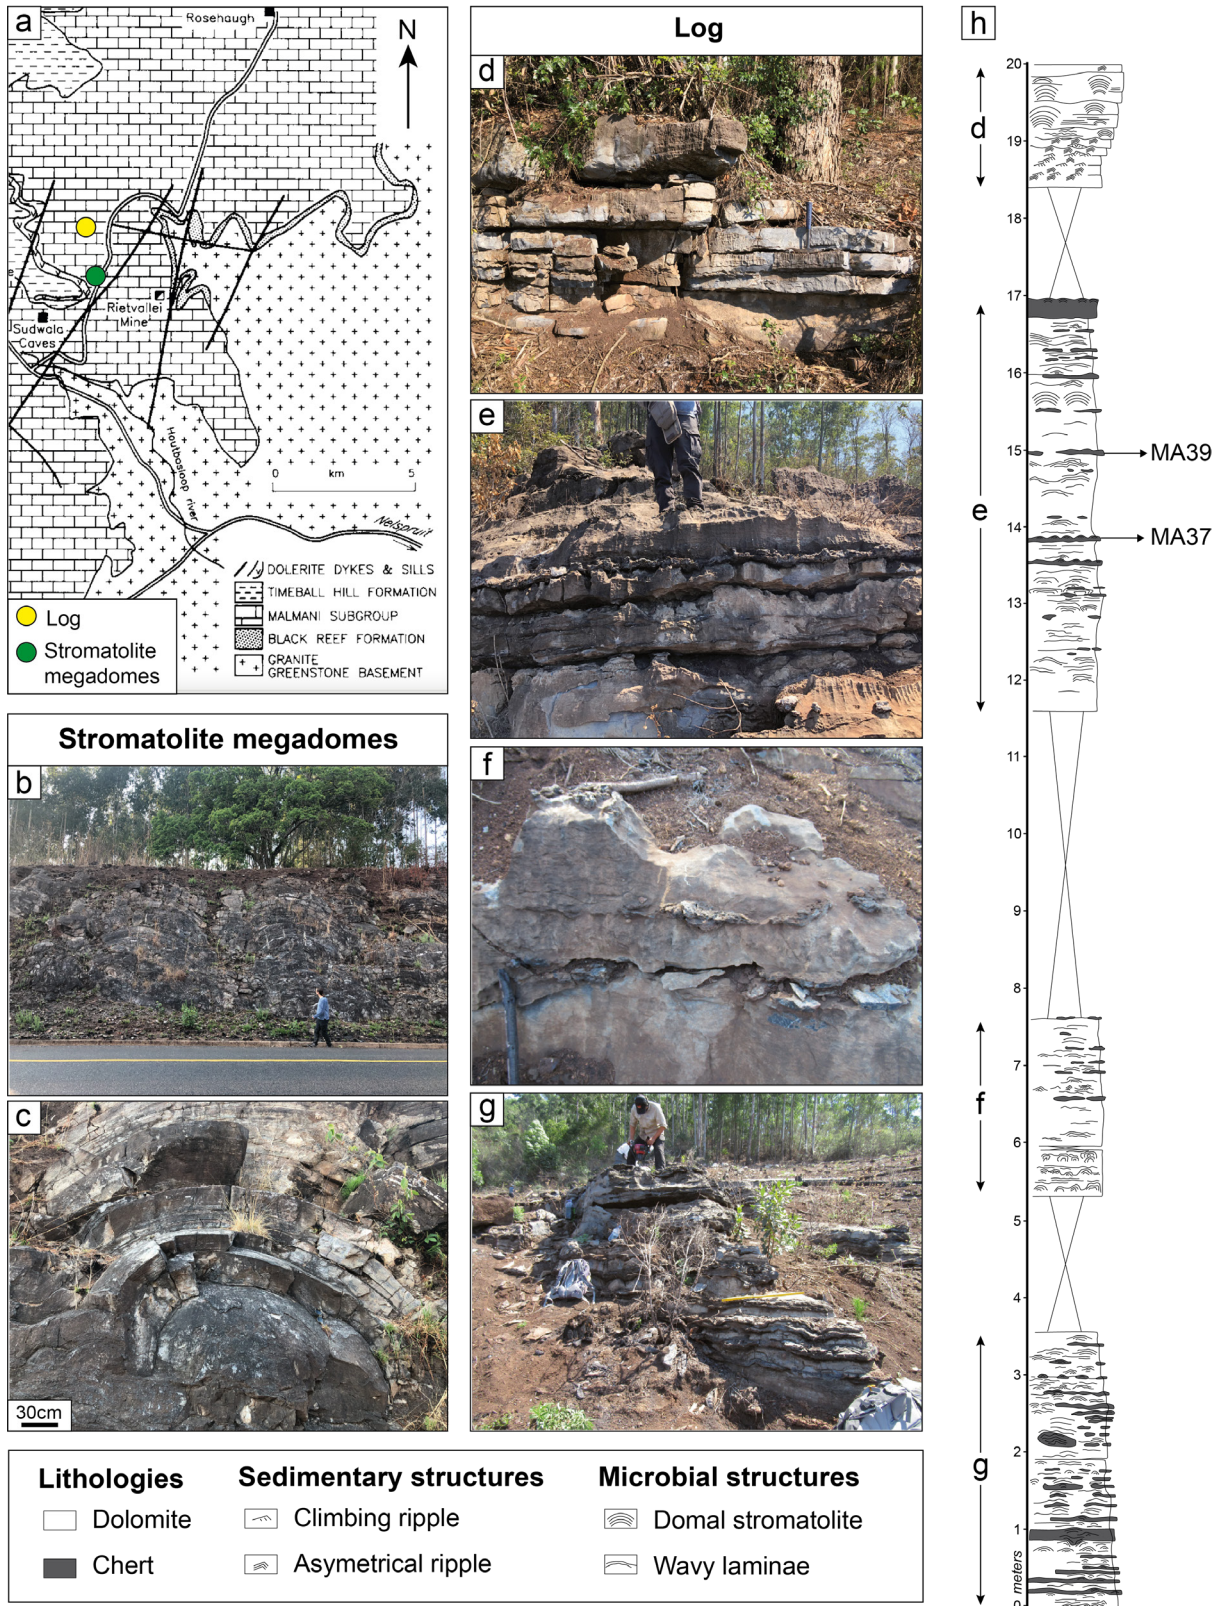 a
Rosehaugh
N
Rietvallei
Mine
Sudwala
Caves
e
Houtbosloop river
0 km 5
Nelspruit
DOLERITE DYKES & SILLS
TIMEBALL HILL FORMATION
MALMANI SUBGROUP
BLACK REEF FORMATION
GRANITE
GREENSTONE BASEMENT
Log
Stromatolite
megadomes
Stromatolite megadomes
b
c
30cm
Log
d
e
f
g
h
20
d
19
18
17
16
15
MA39
e
14
MA37
13
12
11
10
9
8
7
f
6
5
4
3
2
g
1
meters
0
Lithologies
Dolomite
Chert
Sedimentary structures
Climbing ripple
Asymetrical ripple
Microbial structures
Domal stromatolite
Wavy laminae